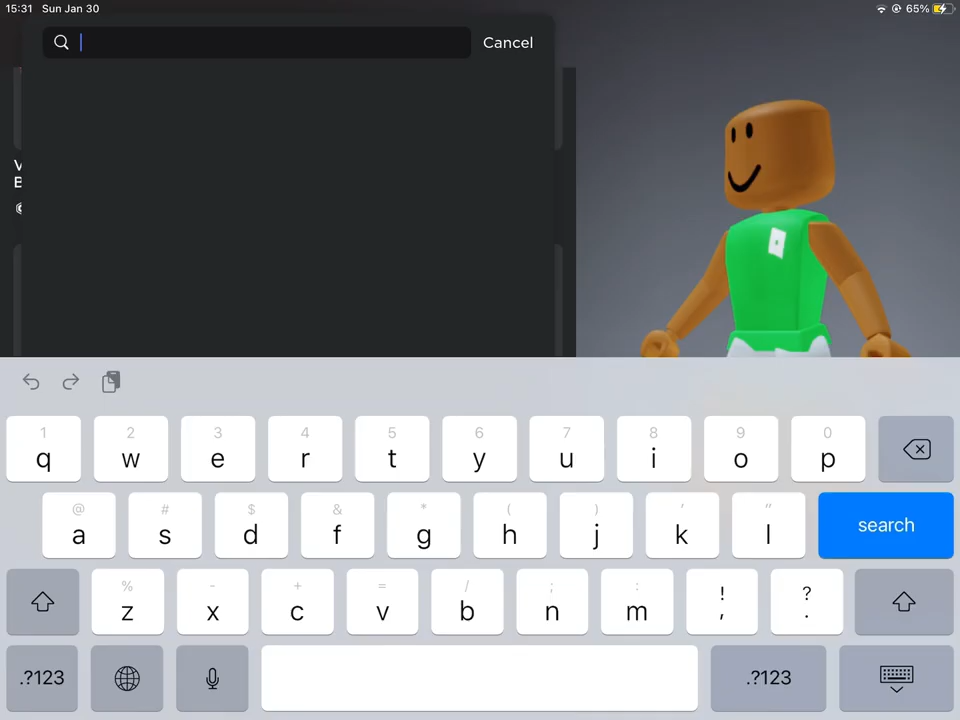 15:31 Sun Jan 30 65%
Cancel
V
B
1 2 3 4 5 6 7 8 9 0
q w e r t y u i o p
@ # $ & * ( ) ' "
a s d f g h j k l search
% - + = / ; : ! ?
z x c v b n m , .
.?123 .?123